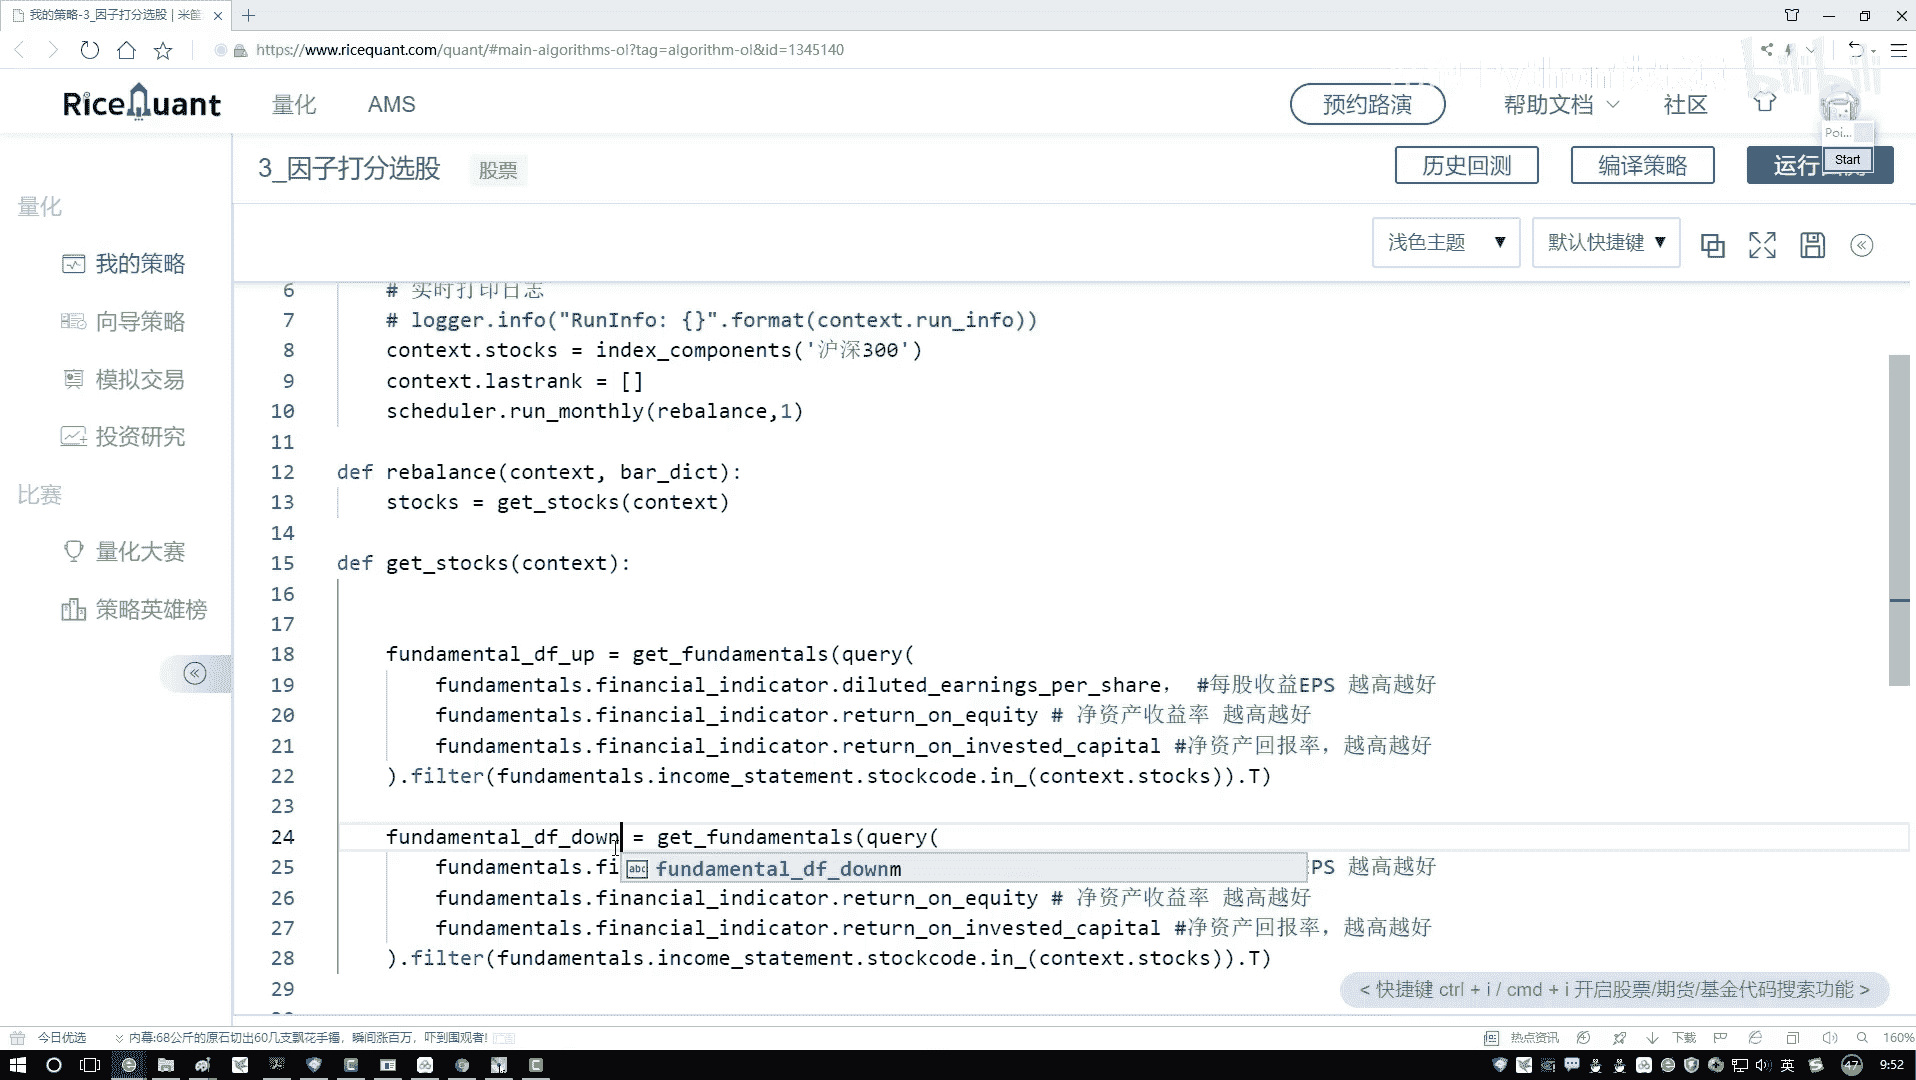 我的策略-3_因子打分选股 | 米筐
https://www.ricequant.com/quant/#main-algorithms-ol?tag=algorithm-ol&id=1345140
RiceQuant 量化 AMS 预约路演 帮助文档 社区
bilibili
Poi...
Start
3_因子打分选股 股票 历史回测 编译策略 运行
浅色主题 ▼ 默认快捷键 ▼
量化
我的策略
向导策略
模拟交易
投资研究
比赛
量化大赛
策略英雄榜
6 # 实时打印日志
7 # logger.info("RunInfo: {}".format(context.run_info))
8 context.stocks = index_components('沪深300')
9 context.lastrank = []
10 scheduler.run_monthly(rebalance,1)
11
12 def rebalance(context, bar_dict):
13 stocks = get_stocks(context)
14
15 def get_stocks(context):
16
17
18 fundamental_df_up = get_fundamentals(query(
19 fundamentals.financial_indicator.diluted_earnings_per_share， #每股收益EPS 越高越好
20 fundamentals.financial_indicator.return_on_equity # 净资产收益率 越高越好
21 fundamentals.financial_indicator.return_on_invested_capital #净资产回报率，越高越好
22 ).filter(fundamentals.income_statement.stockcode.in_(context.stocks)).T)
23
24 fundamental_df_down = get_fundamentals(query(
25 fundamentals.fi fundamental_df_downm PS 越高越好
26 fundamentals.financial_indicator.return_on_equity # 净资产收益率 越高越好
27 fundamentals.financial_indicator.return_on_invested_capital #净资产回报率，越高越好
28 ).filter(fundamentals.income_statement.stockcode.in_(context.stocks)).T)
29
< 快捷键 ctrl + i / cmd + i 开启股票/期货/基金代码搜索功能 >
今日优选 内幕:68公斤的原石切出60几支飘花手镯，瞬间涨百万，吓到围观者! 热点资讯 下载 160%
英 47 9:52